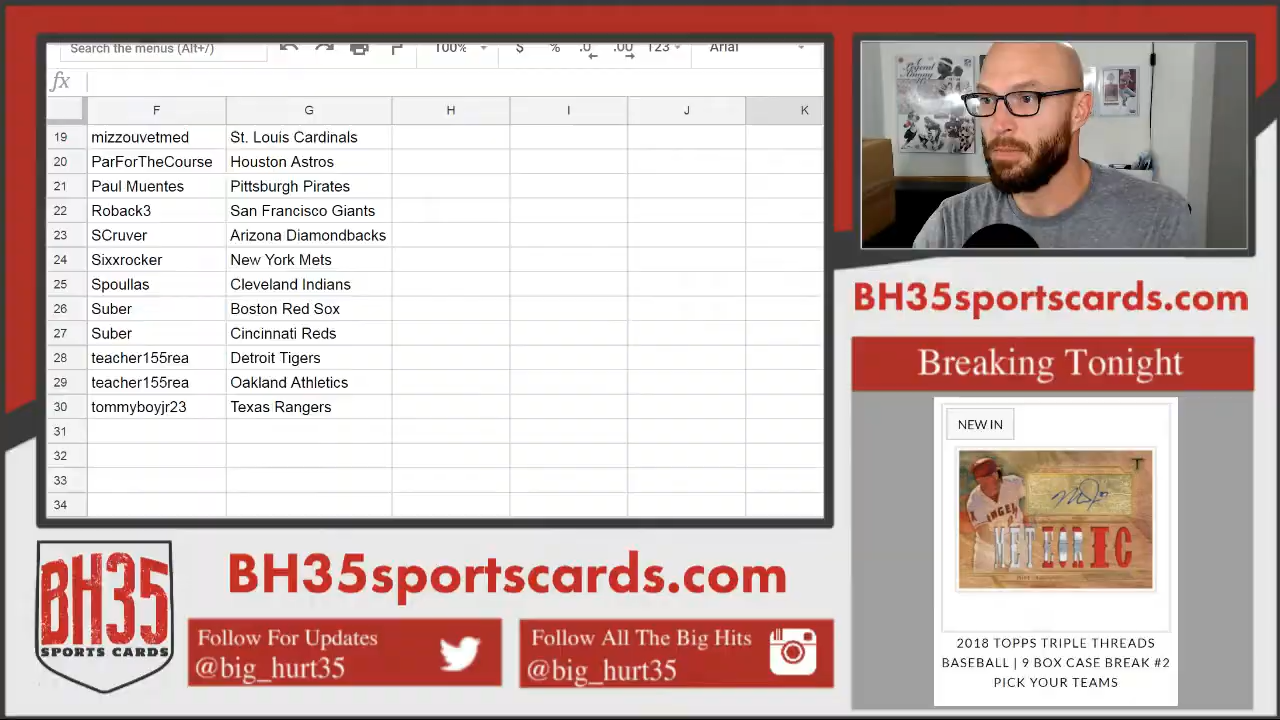 Search the menus (Alt+/)
100%
$ % .0 .00 123
Arial
fx
F G H I J K
19 mizzouvetmed St. Louis Cardinals
20 ParForTheCourse Houston Astros
21 Paul Muentes Pittsburgh Pirates
22 Roback3 San Francisco Giants
23 SCruver Arizona Diamondbacks
24 Sixxrocker New York Mets
25 Spoullas Cleveland Indians
26 Suber Boston Red Sox
27 Suber Cincinnati Reds
28 teacher155rea Detroit Tigers
29 teacher155rea Oakland Athletics
30 tommyboyjr23 Texas Rangers
31
32
33
34
BH35sportscards.com
Breaking Tonight
NEW IN
ANGELS
METEORIC
2018 TOPPS TRIPLE THREADS
BASEBALL | 9 BOX CASE BREAK #2
PICK YOUR TEAMS
BH35
SPORTS CARDS
BH35sportscards.com
Follow For Updates
@big_hurt35
Follow All The Big Hits
@big_hurt35